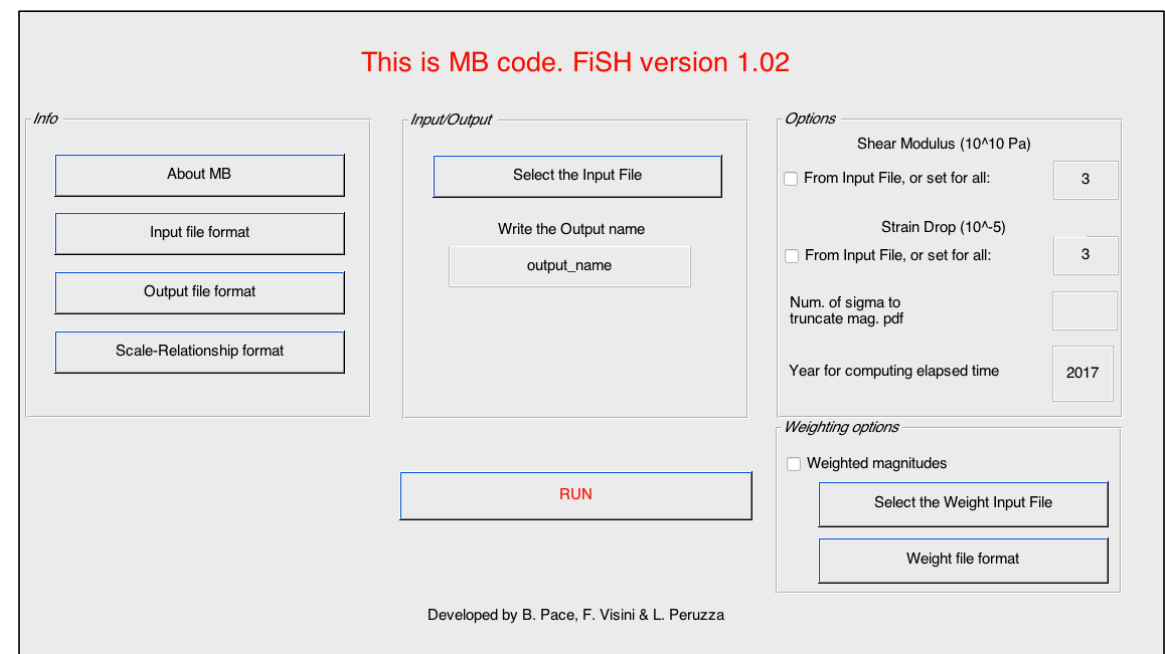 This is MB code. FiSH version 1.02
Info
About MB
Input file format
Output file format
Scale-Relationship format
Input/Output
Select the Input File
Write the Output name
output_name
RUN
Options
Shear Modulus (10^10 Pa)
From Input File, or set for all:
3
Strain Drop (10^-5)
From Input File, or set for all:
3
Num. of sigma to
truncate mag. pdf
Year for computing elapsed time
2017
Weighting options
Weighted magnitudes
Select the Weight Input File
Weight file format
Developed by B. Pace, F. Visini & L. Peruzza